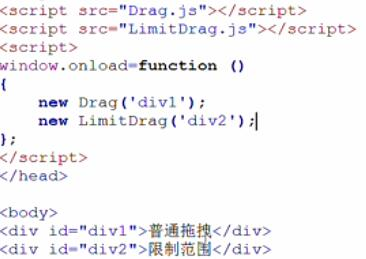 <script src="Drag.js"></script>
<script src="LimitDrag.js"></script>
<script>
window.onload=function ()
{
    new Drag('div1');
    new LimitDrag('div2');
};
</script>
</head>

<body>
<div id="div1">普通拖拽</div>
<div id="div2">限制范围</div>